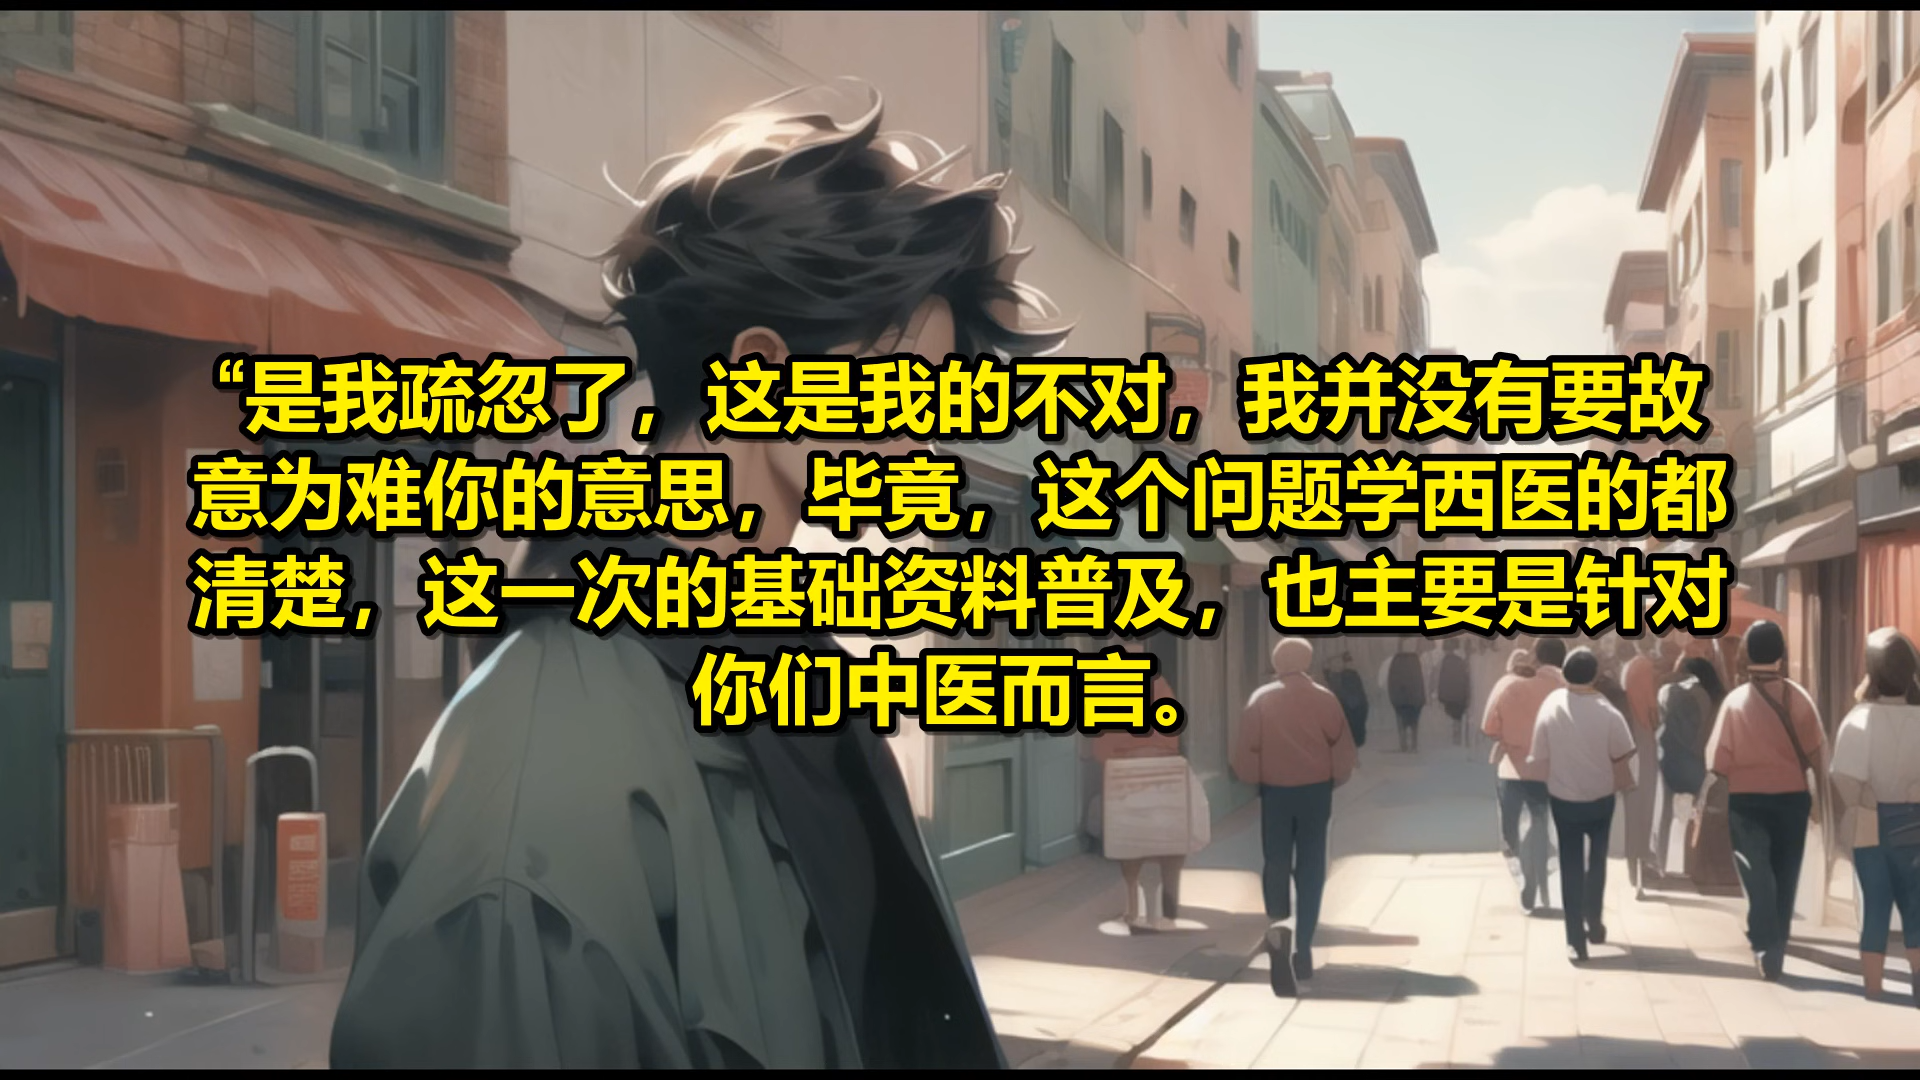 “是我疏忽了，这是我的不对，我并没有要故
意为难你的意思，毕竟，这个问题学西医的都
清楚，这一次的基础资料普及，也主要是针对
你们中医而言。